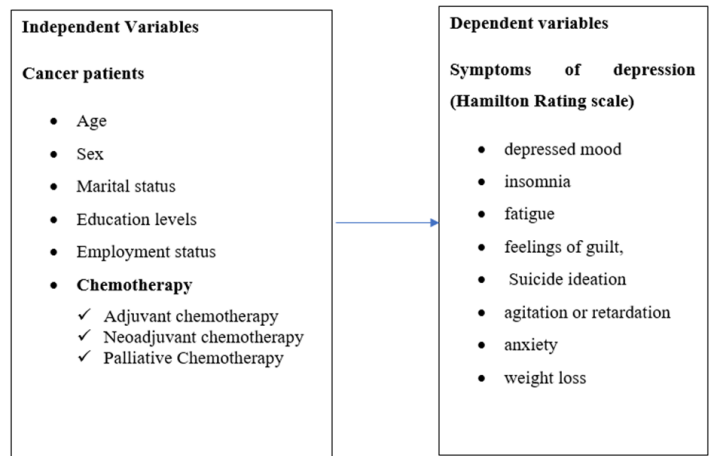 Independent Variables
Cancer patients
• Age
• Sex
• Marital status
• Education levels
• Employment status
• Chemotherapy
✓ Adjuvant chemotherapy
✓ Neoadjuvant chemotherapy
✓ Palliative Chemotherapy
Dependent variables
Symptoms of depression
(Hamilton Rating scale)
• depressed mood
• insomnia
• fatigue
• feelings of guilt,
• Suicide ideation
• agitation or retardation
• anxiety
• weight loss